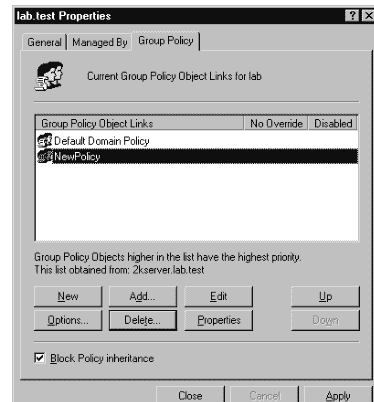 lab.test Properties
General Managed By Group Policy
Current Group Policy Object Links for lab
Group Policy Object Links No Override Disabled
Default Domain Policy
NewPolicy
Group Policy Objects higher in the list have the highest priority.
This list obtained from: 2kserver.lab.test
New Add... Edit Up
Options... Delete... Properties Down
Block Policy inheritance
Close Cancel Apply